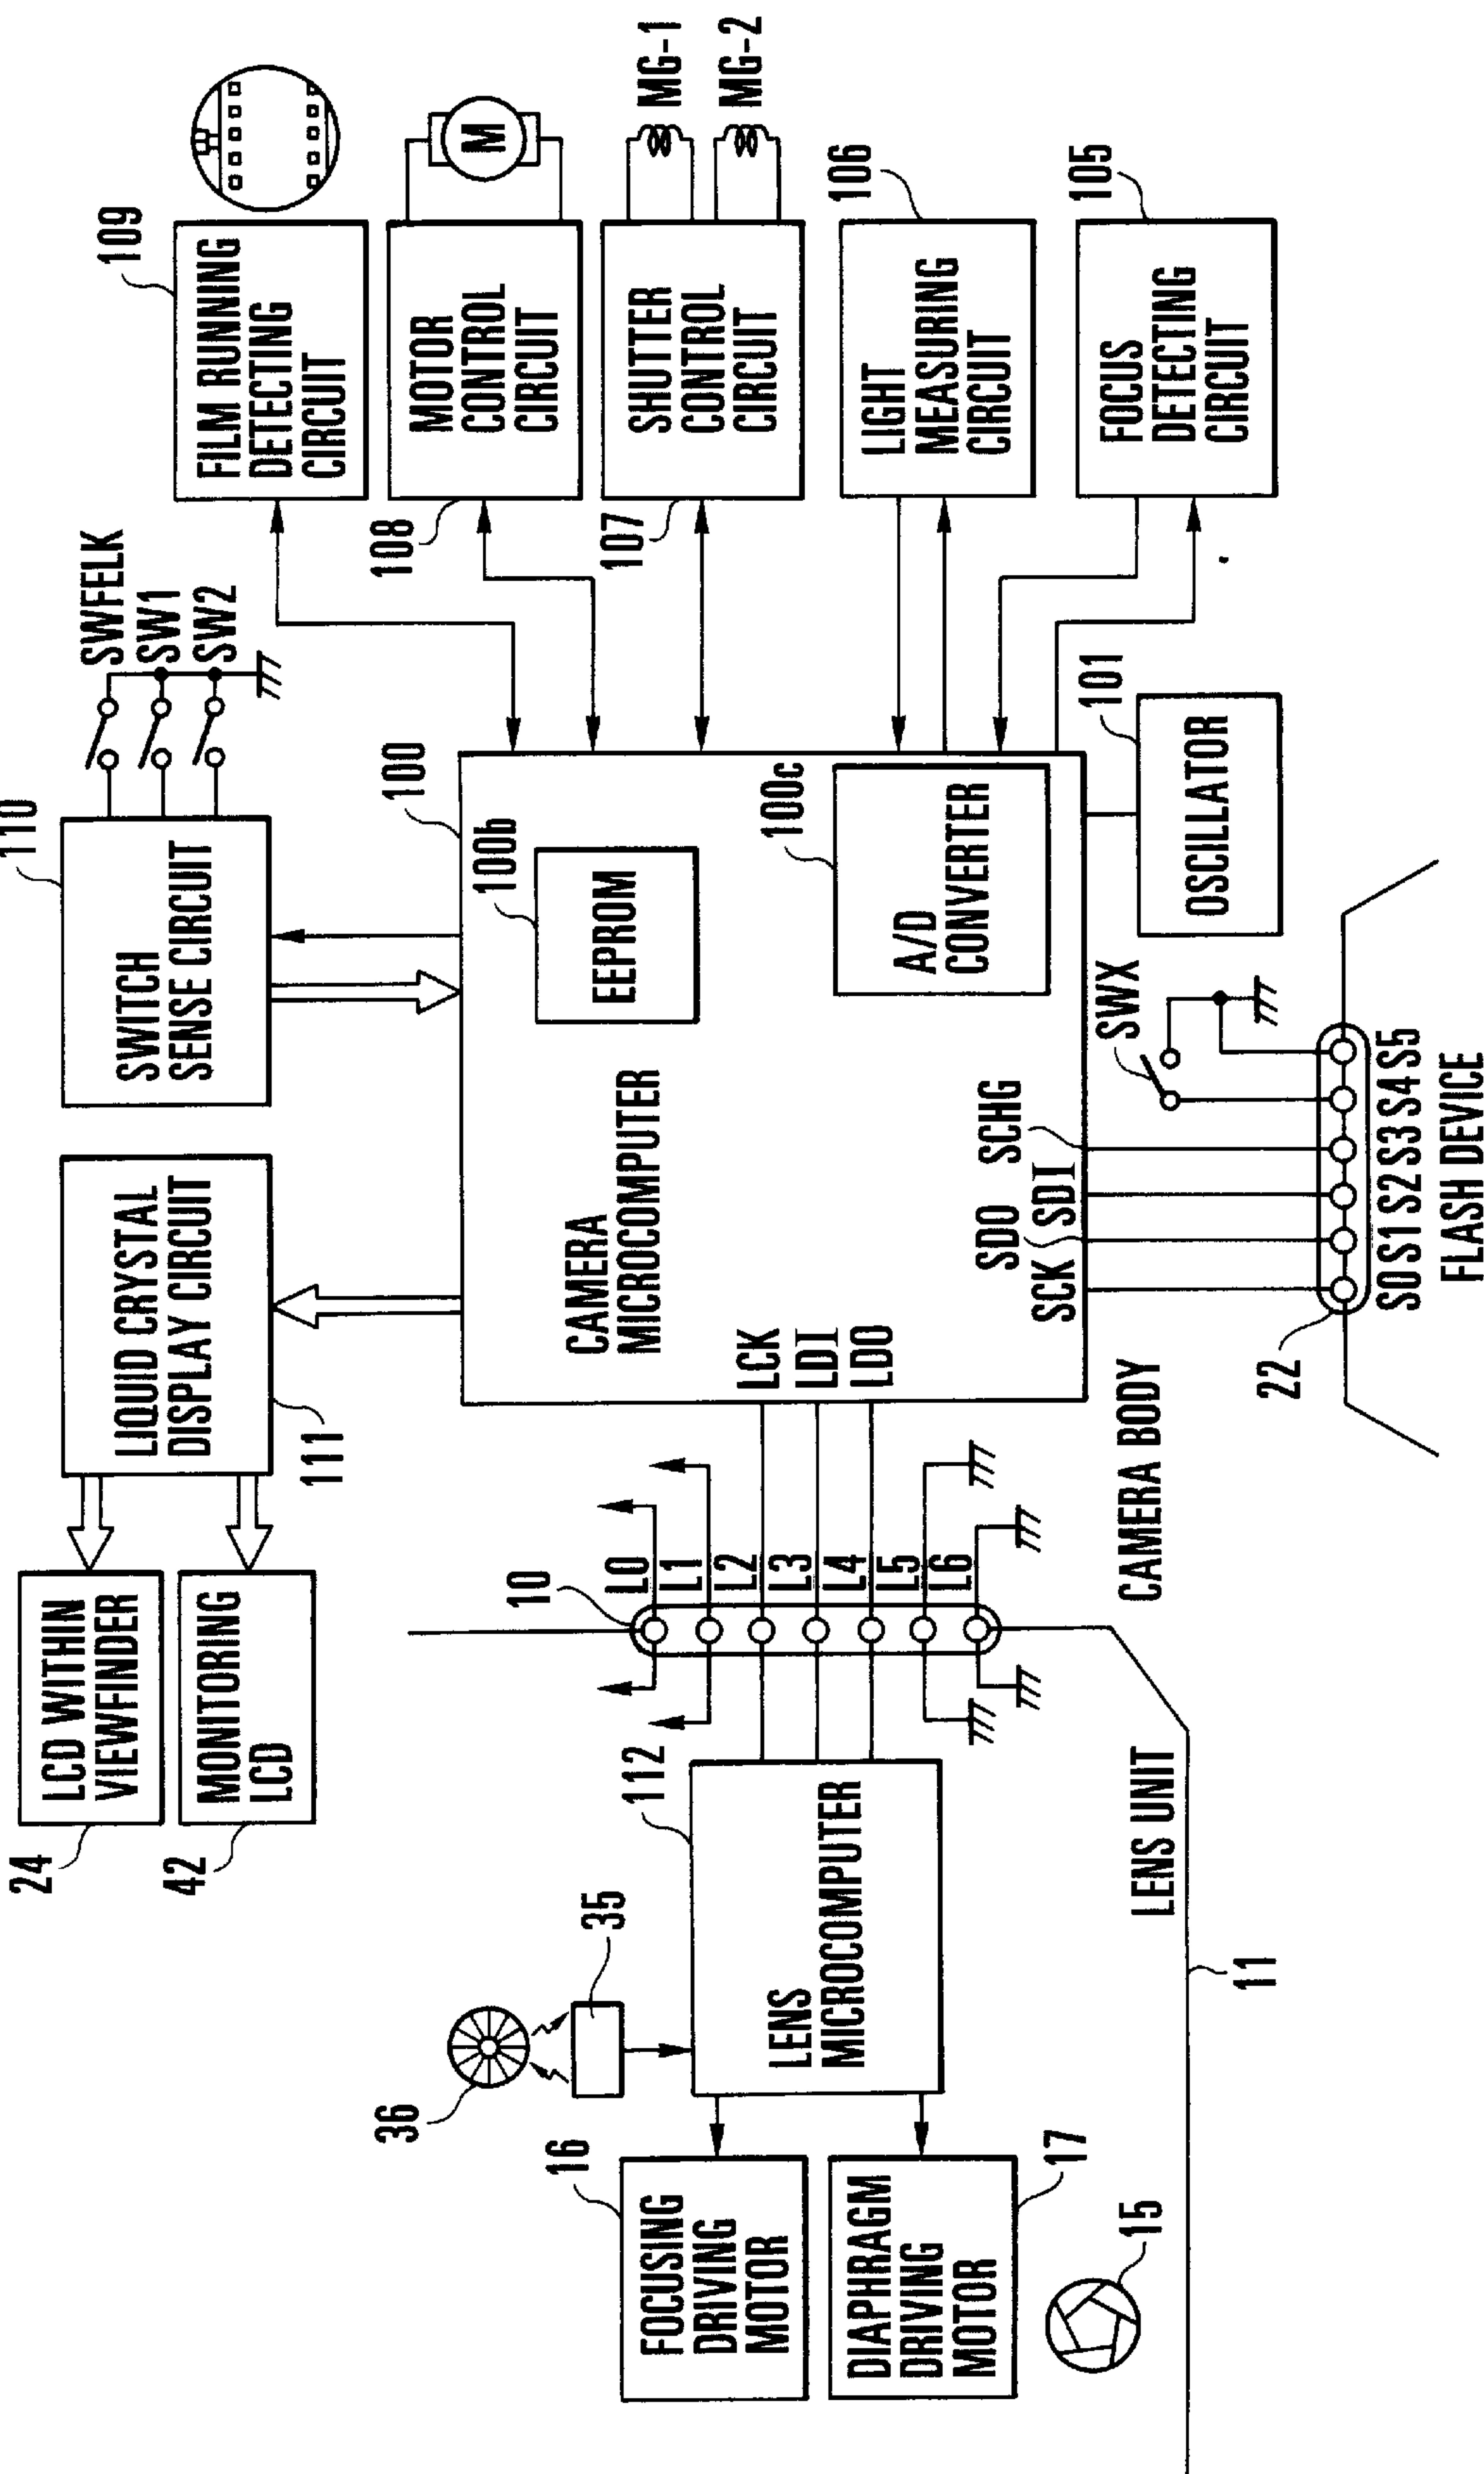 24
LCD WITHIN
VIEWFINDER
42
MONITORING
LCD
LIQUID CRYSTAL
DISPLAY CIRCUIT
111
110
SWITCH
SENSE CIRCUIT
SWFELK
SW1
SW2
109
FILM RUNNING
DETECTING
CIRCUIT
108
MOTOR
CONTROL
CIRCUIT
M
107
SHUTTER
CONTROL
CIRCUIT
MG-1
MG-2
106
LIGHT
MEASURING
CIRCUIT
105
FOCUS
DETECTING
CIRCUIT
100
100b
EEPROM
100c
A/D
CONVERTER
CAMERA
MICROCOMPUTER
LCK
LDI
LDO
SCHG
SDO
SDI
SCK
101
OSCILLATOR
SWX
22
S0 S1 S2 S3 S4 S5
FLASH DEVICE
CAMERA BODY
10
L0
L1
L2
L3
L4
L5
L6
112
LENS
MICROCOMPUTER
35
36
16
FOCUSING
DRIVING
MOTOR
17
DIAPHRAGM
DRIVING
MOTOR
15
LENS UNIT
11